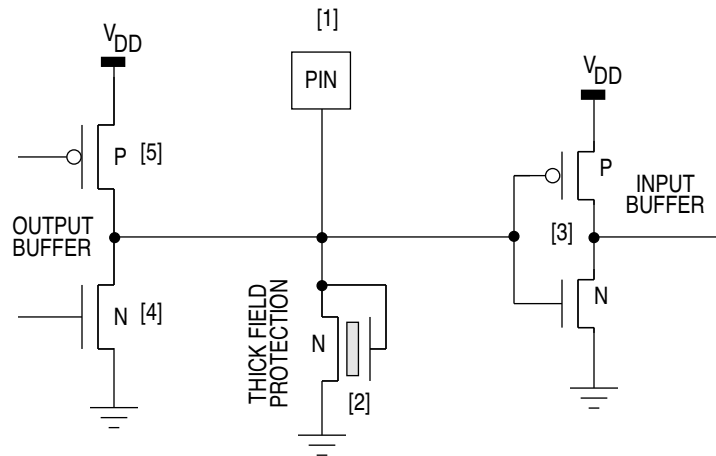 [1]
VDD
PIN
VDD
P [5]
P
INPUT
BUFFER
OUTPUT
BUFFER
[3]
N [4]
N
THICK FIELD
PROTECTION
N
[2]